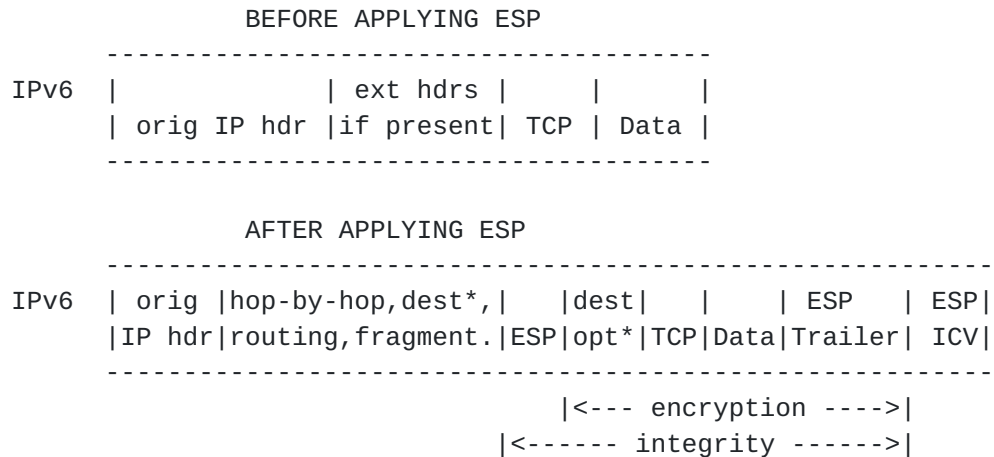 BEFORE APPLYING ESP
---------------------------------------
IPv6  |             | ext hdrs |     |      |
| orig IP hdr |if present| TCP | Data |
---------------------------------------
AFTER APPLYING ESP
---------------------------------------------------------
IPv6  | orig |hop-by-hop,dest*,|   |dest|   |    | ESP   | ESP|
|IP hdr|routing,fragment.|ESP|opt*|TCP|Data|Trailer| ICV|
---------------------------------------------------------
|<--- encryption ---->|
|<------ integrity ------>|